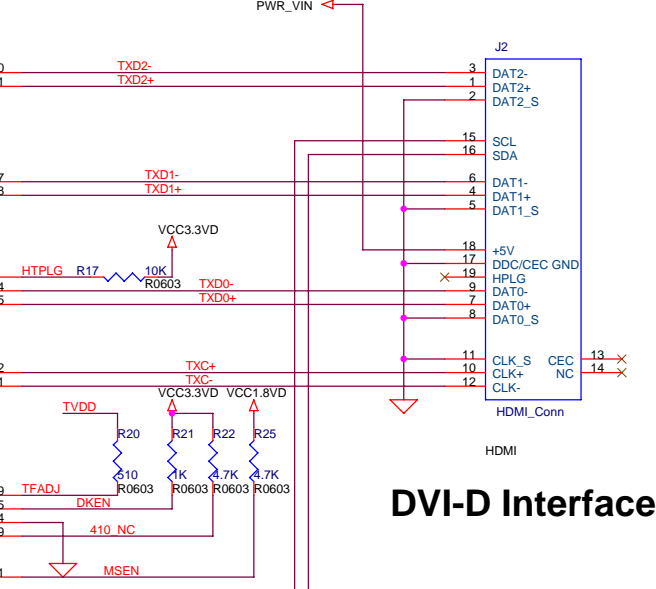 PWR_VIN
J2
TXD2- 3 DAT2-
TXD2+ 1 DAT2+
2 DAT2_S
15 SCL
16 SDA
TXD1- 6 DAT1-
TXD1+ 4 DAT1+
5 DAT1_S
VCC3.3VD
18 +5V
17 DDC/CEC GND
HTPLG R17 10K 19 HPLG
R0603 TXD0- 9 DAT0-
TXD0+ 7 DAT0+
8 DAT0_S
11 CLK_S CEC 13
TXC+ 10 CLK+ NC 14
TXC- 12 CLK-
VCC3.3VD VCC1.8VD
TVDD HDMI_Conn
R20 R21 R22 R25
HDMI
510 1K 4.7K 4.7K
TFADJ R0603 R0603 R0603 R0603
DKEN
DVI-D Interface
410_NC
MSEN